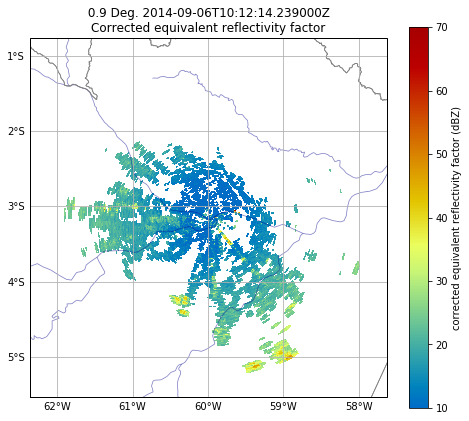 0.9 Deg. 2014-09-06T10:12:14.239000Z
Corrected equivalent reflectivity factor
1°S
2°S
3°S
4°S
5°S
62°W
61°W
60°W
59°W
58°W
70
60
50
40
30
20
10
corrected equivalent reflectivity factor (dBZ)